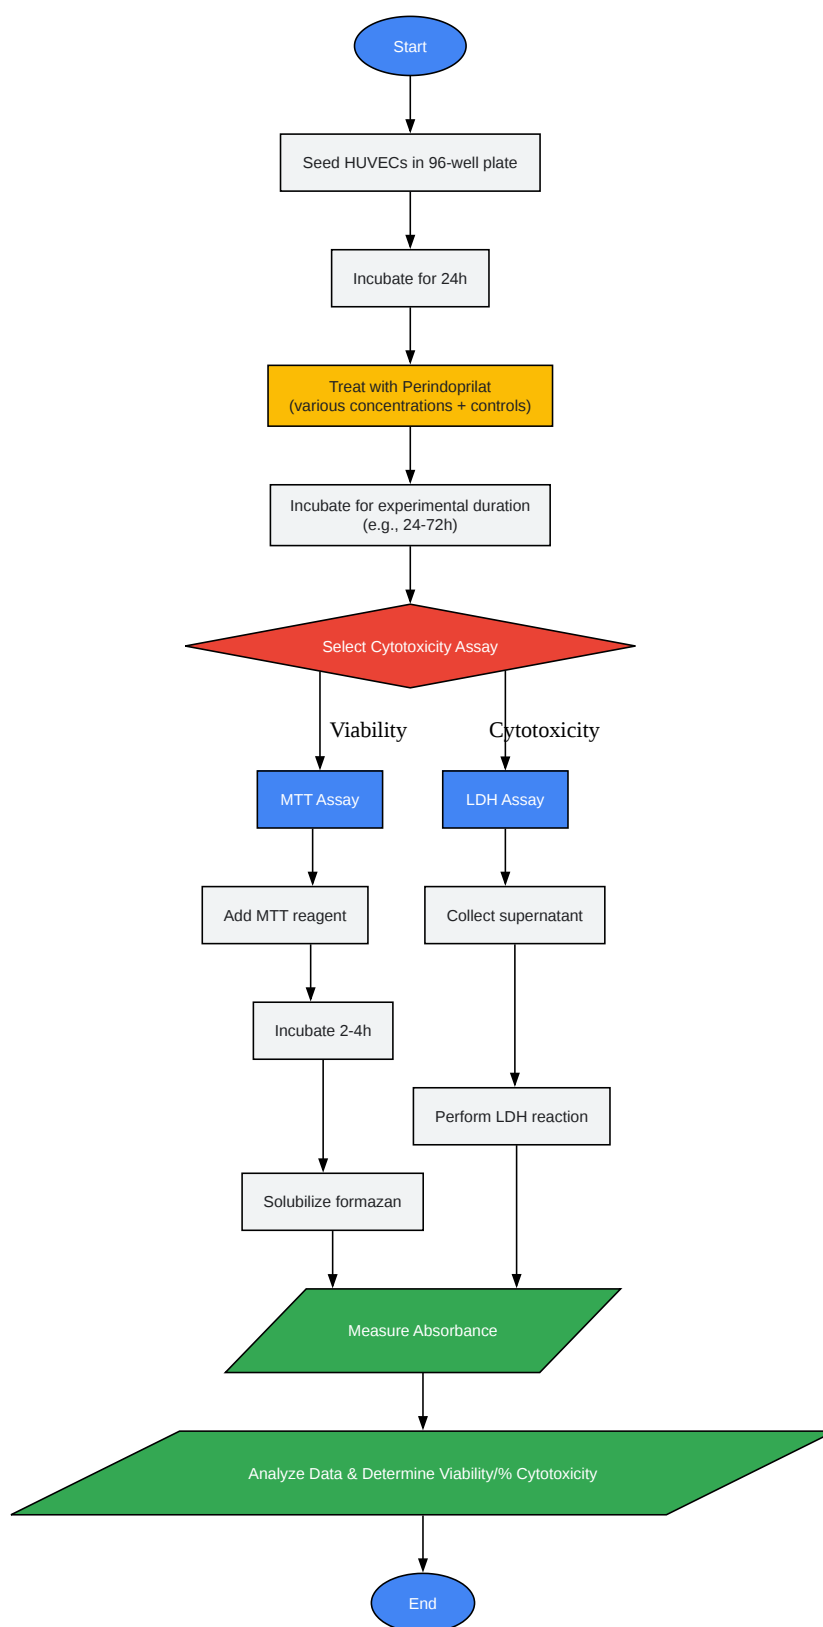 Start
Seed HUVECs in 96-well plate
Incubate for 24h
Treat with Perindoprilat
(various concentrations + controls)
Incubate for experimental duration
(e.g., 24-72h)
Select Cytotoxicity Assay
Viability
Cytotoxicity
MTT Assay
LDH Assay
Add MTT reagent
Collect supernatant
Incubate 2-4h
Perform LDH reaction
Solubilize formazan
Measure Absorbance
Analyze Data & Determine Viability/% Cytotoxicity
End